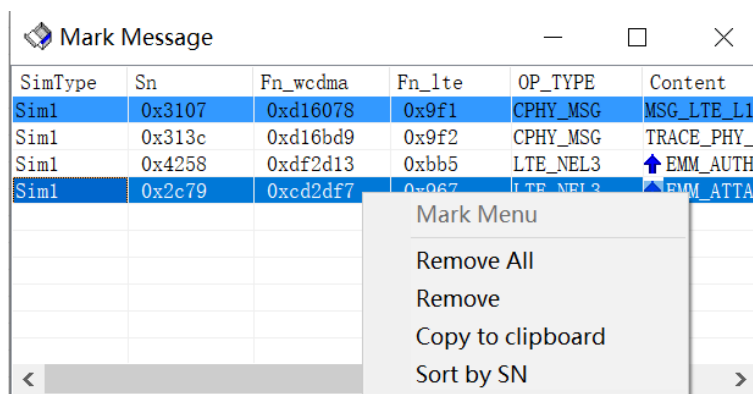 Mark Message
SimType Sn Fn_wcdma Fn_lte OP_TYPE Content
Sim1 0x3107 0xd16078 0x9f1 CPHY_MSG MSG_LTE_L1
Sim1 0x313c 0xd16bd9 0x9f2 CPHY_MSG TRACE_PHY_
Sim1 0x4258 0xdf2d13 0xbb5 LTE_NEL3 EMM_AUTH
Sim1 0x2c79 0xcd2df7 0x967 LTE_NEL3 EMM_ATTA
Mark Menu
Remove All
Remove
Copy to clipboard
Sort by SN